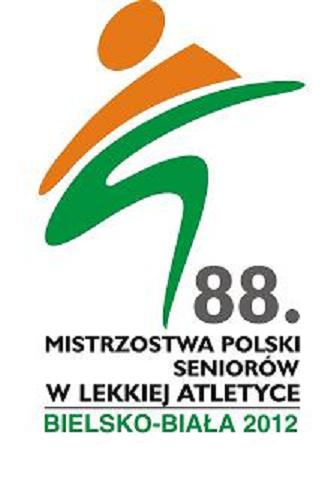 88.
MISTRZOSTWA POLSKI
SENIORÓW
W LEKKIEJ ATLETYCE
BIELSKO-BIAŁA 2012